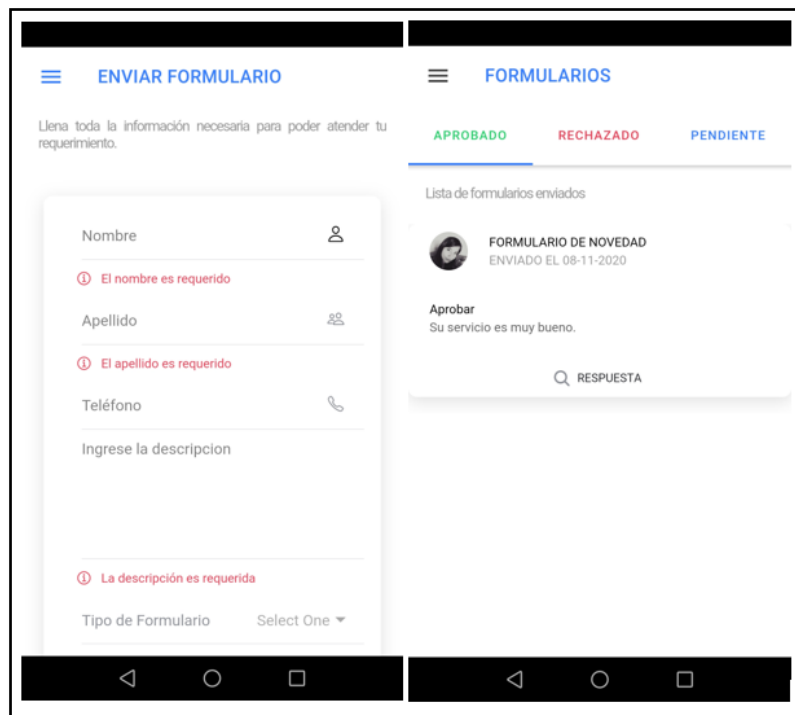 ENVIAR FORMULARIO
Llena toda la información necesaria para poder atender tu
requerimiento.
Nombre
El nombre es requerido
Apellido
El apellido es requerido
Teléfono
Ingrese la descripcion
La descripción es requerida
Tipo de Formulario Select One
FORMULARIOS
APROBADO RECHAZADO PENDIENTE
Lista de formularios enviados
FORMULARIO DE NOVEDAD
ENVIADO EL 08-11-2020
Aprobar
Su servicio es muy bueno.
RESPUESTA